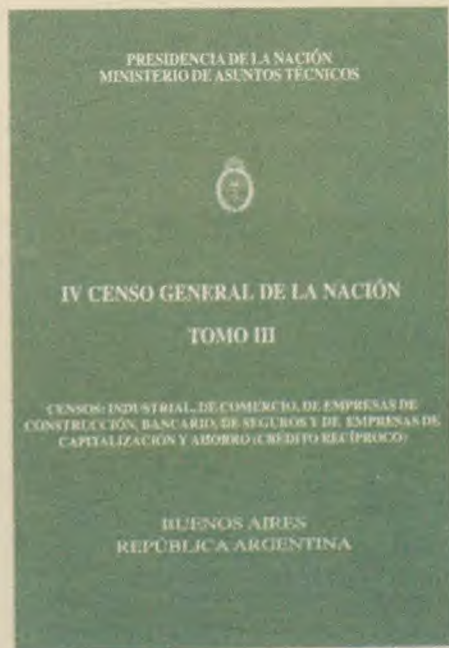 PRESIDENCIA DE LA NACIÓN
MINISTERIO DE ASUNTOS TÉCNICOS
IV CENSO GENERAL DE LA NACIÓN
TOMO III
CENSOS: INDUSTRIAL, DE COMERCIO, DE EMPRESAS DE
CONSTRUCCIÓN, BANCARIO, DE SEGUROS Y DE EMPRESAS DE
CAPITALIZACIÓN Y AHORRO (CRÉDITO RECÍPROCO)
BUENOS AIRES
REPÚBLICA ARGENTINA